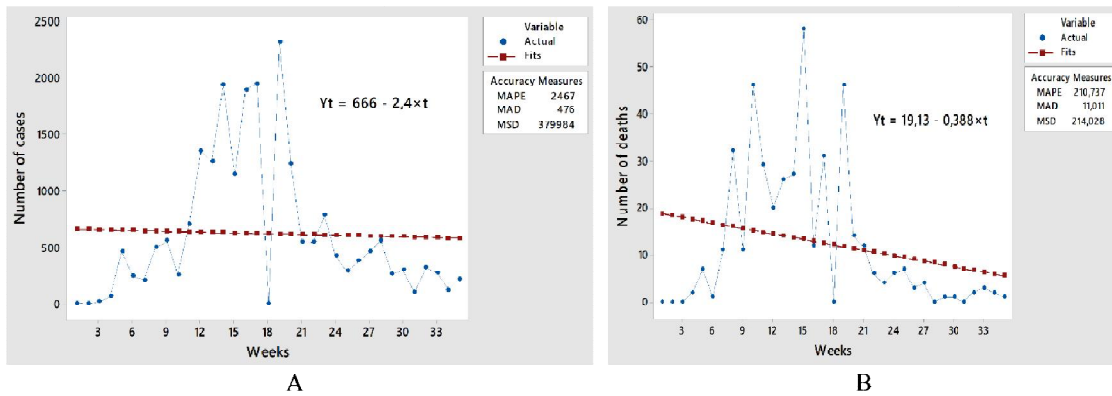 2500
2000
1500
1000
500
0
Number of cases
3 6 9 12 15 18 21 24 27 30 33
Weeks
Yt = 666 - 2,4×t
Variable
Actual
Fits
Accuracy Measures
MAPE 2467
MAD 476
MSD 379984
A
60
50
40
30
20
10
0
Number of deaths
3 6 9 12 15 18 21 24 27 30 33
Weeks
Yt = 19,13 - 0,388×t
Variable
Actual
Fits
Accuracy Measures
MAPE 210,737
MAD 11,011
MSD 214,028
B